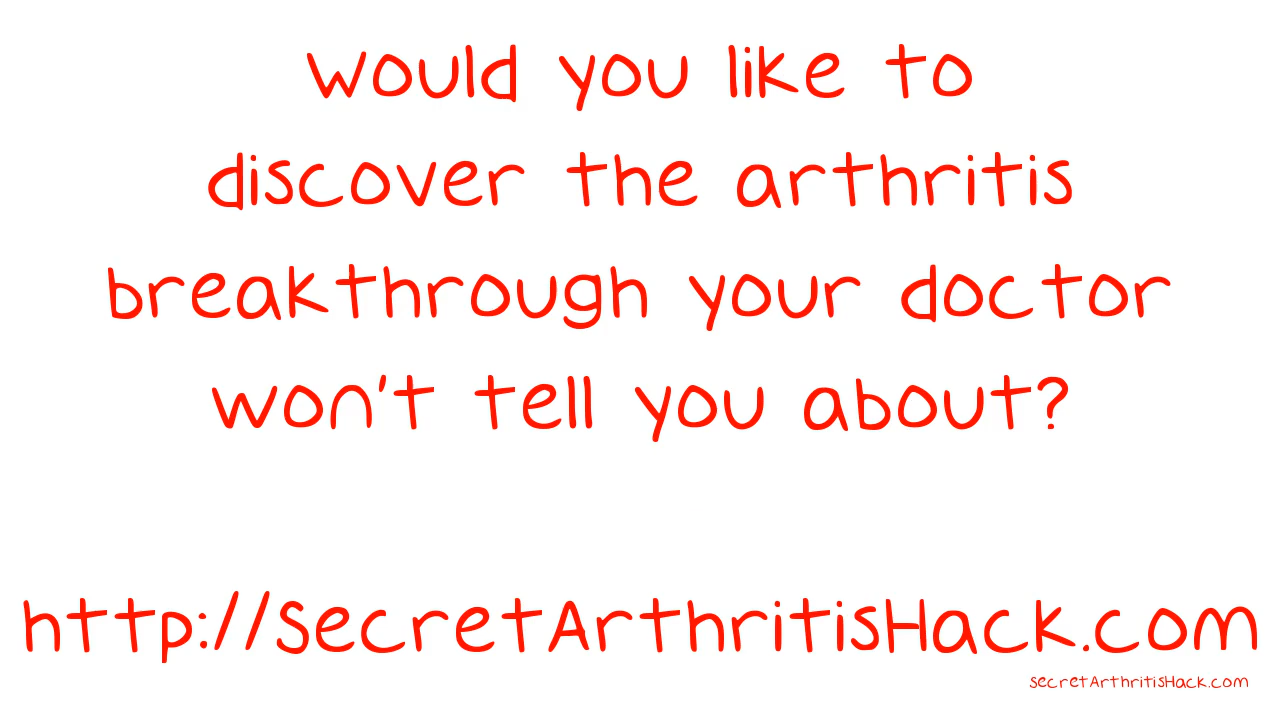 would you like to
discover the arthritis
breakthrough your doctor
won't tell you about?
http://SecretArthritisHack.com
secretArthritisHack.com